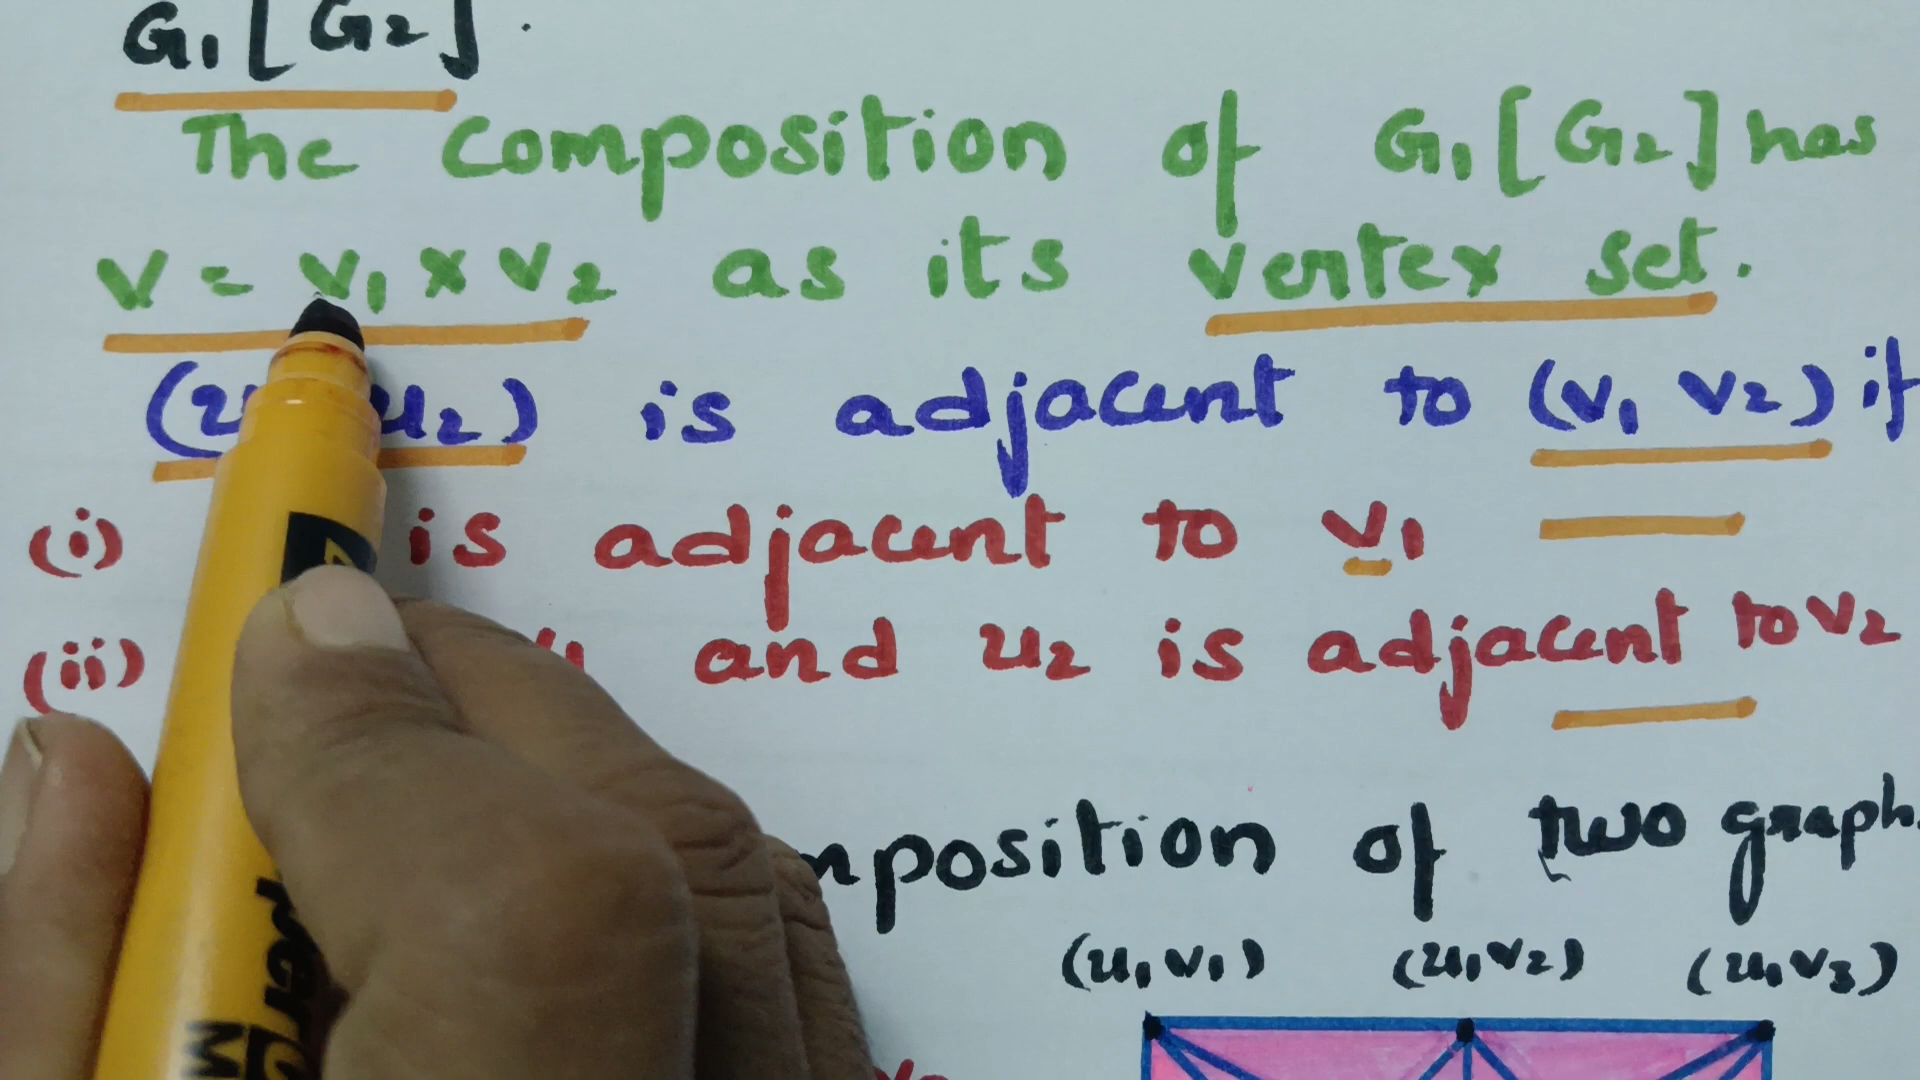 G1 [G2].
The composition of G1[G2] has
V = V1 × V2 as its vertex set.
u2) is adjacent to (v1 v2) if
(i) is adjacent to v1
(ii) and u2 is adjacent to v2
of two graph
(u1 v1) (u1 v2) (u1 v3)